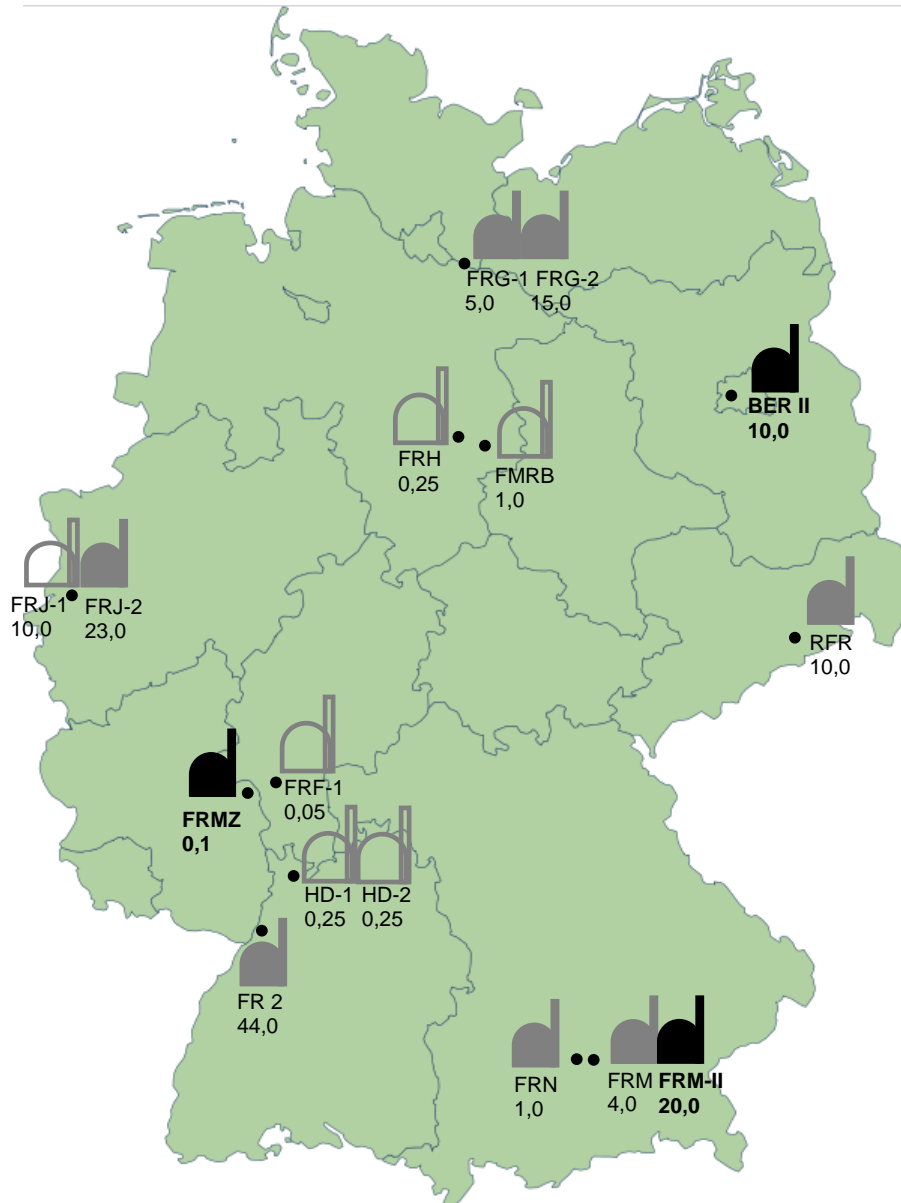 FRG-1 FRG-2
5,0 15,0
BER II
10,0
FRH
0,25
FMRB
1,0
FRJ-1 FRJ-2
10,0 23,0
RFR
10,0
FRF-1
0,05
FRMZ
0,1
HD-1 HD-2
0,25 0,25
FR 2
44,0
FRN
1,0
FRM FRM-II
4,0 20,0